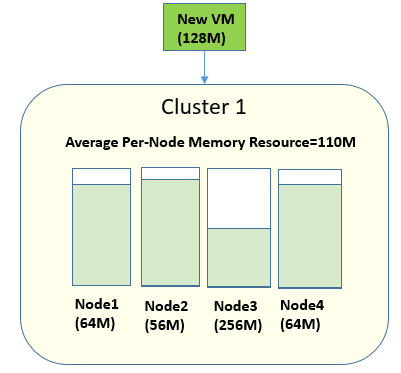 New VM
(128M)
Cluster 1
Average Per-Node Memory Resource=110M
Node1
(64M)
Node2
(56M)
Node3
(256M)
Node4
(64M)